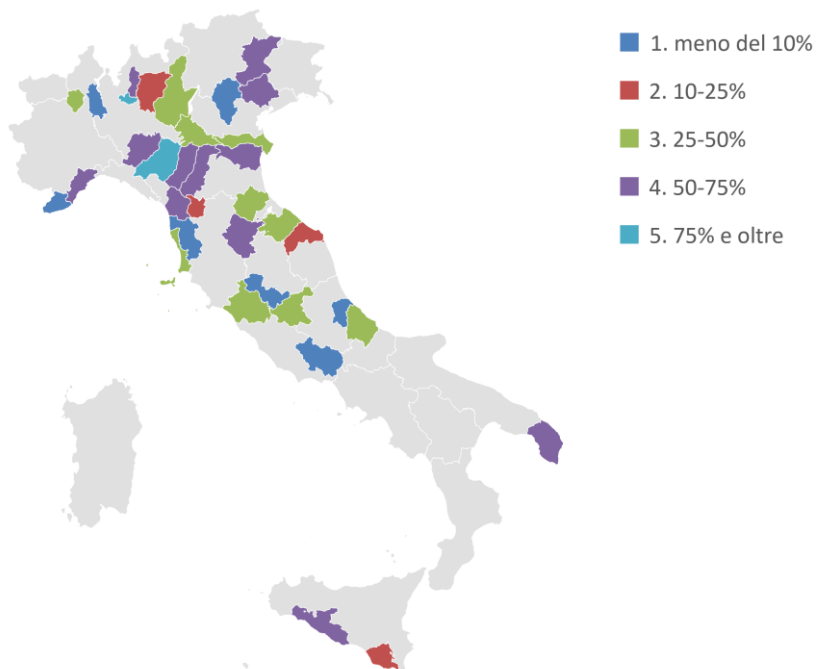 1. meno del 10%
2. 10-25%
3. 25-50%
4. 50-75%
5. 75% e oltre